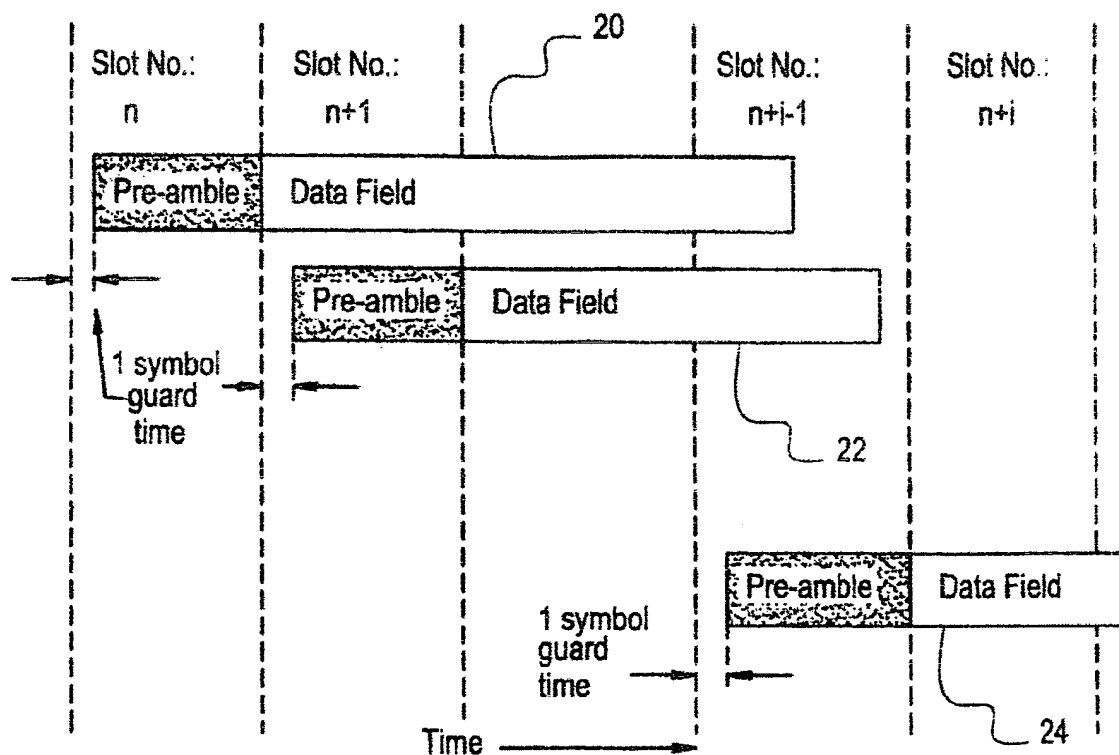 20
Slot No.:
n
Slot No.:
n+1
Slot No.:
n+i-1
Slot No.:
n+i
Pre-amble
Data Field
Pre-amble
Data Field
1 symbol
guard
time
22
Pre-amble
Data Field
1 symbol
guard
time
24
Time